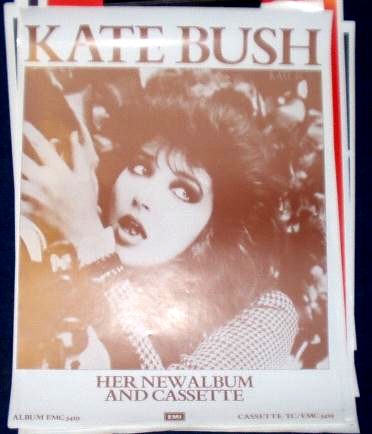 KATE BUSH
HER NEW ALBUM
AND CASSETTE
ALBUM EMC 3419
EMI
CASSETTE TC/EMC 3419